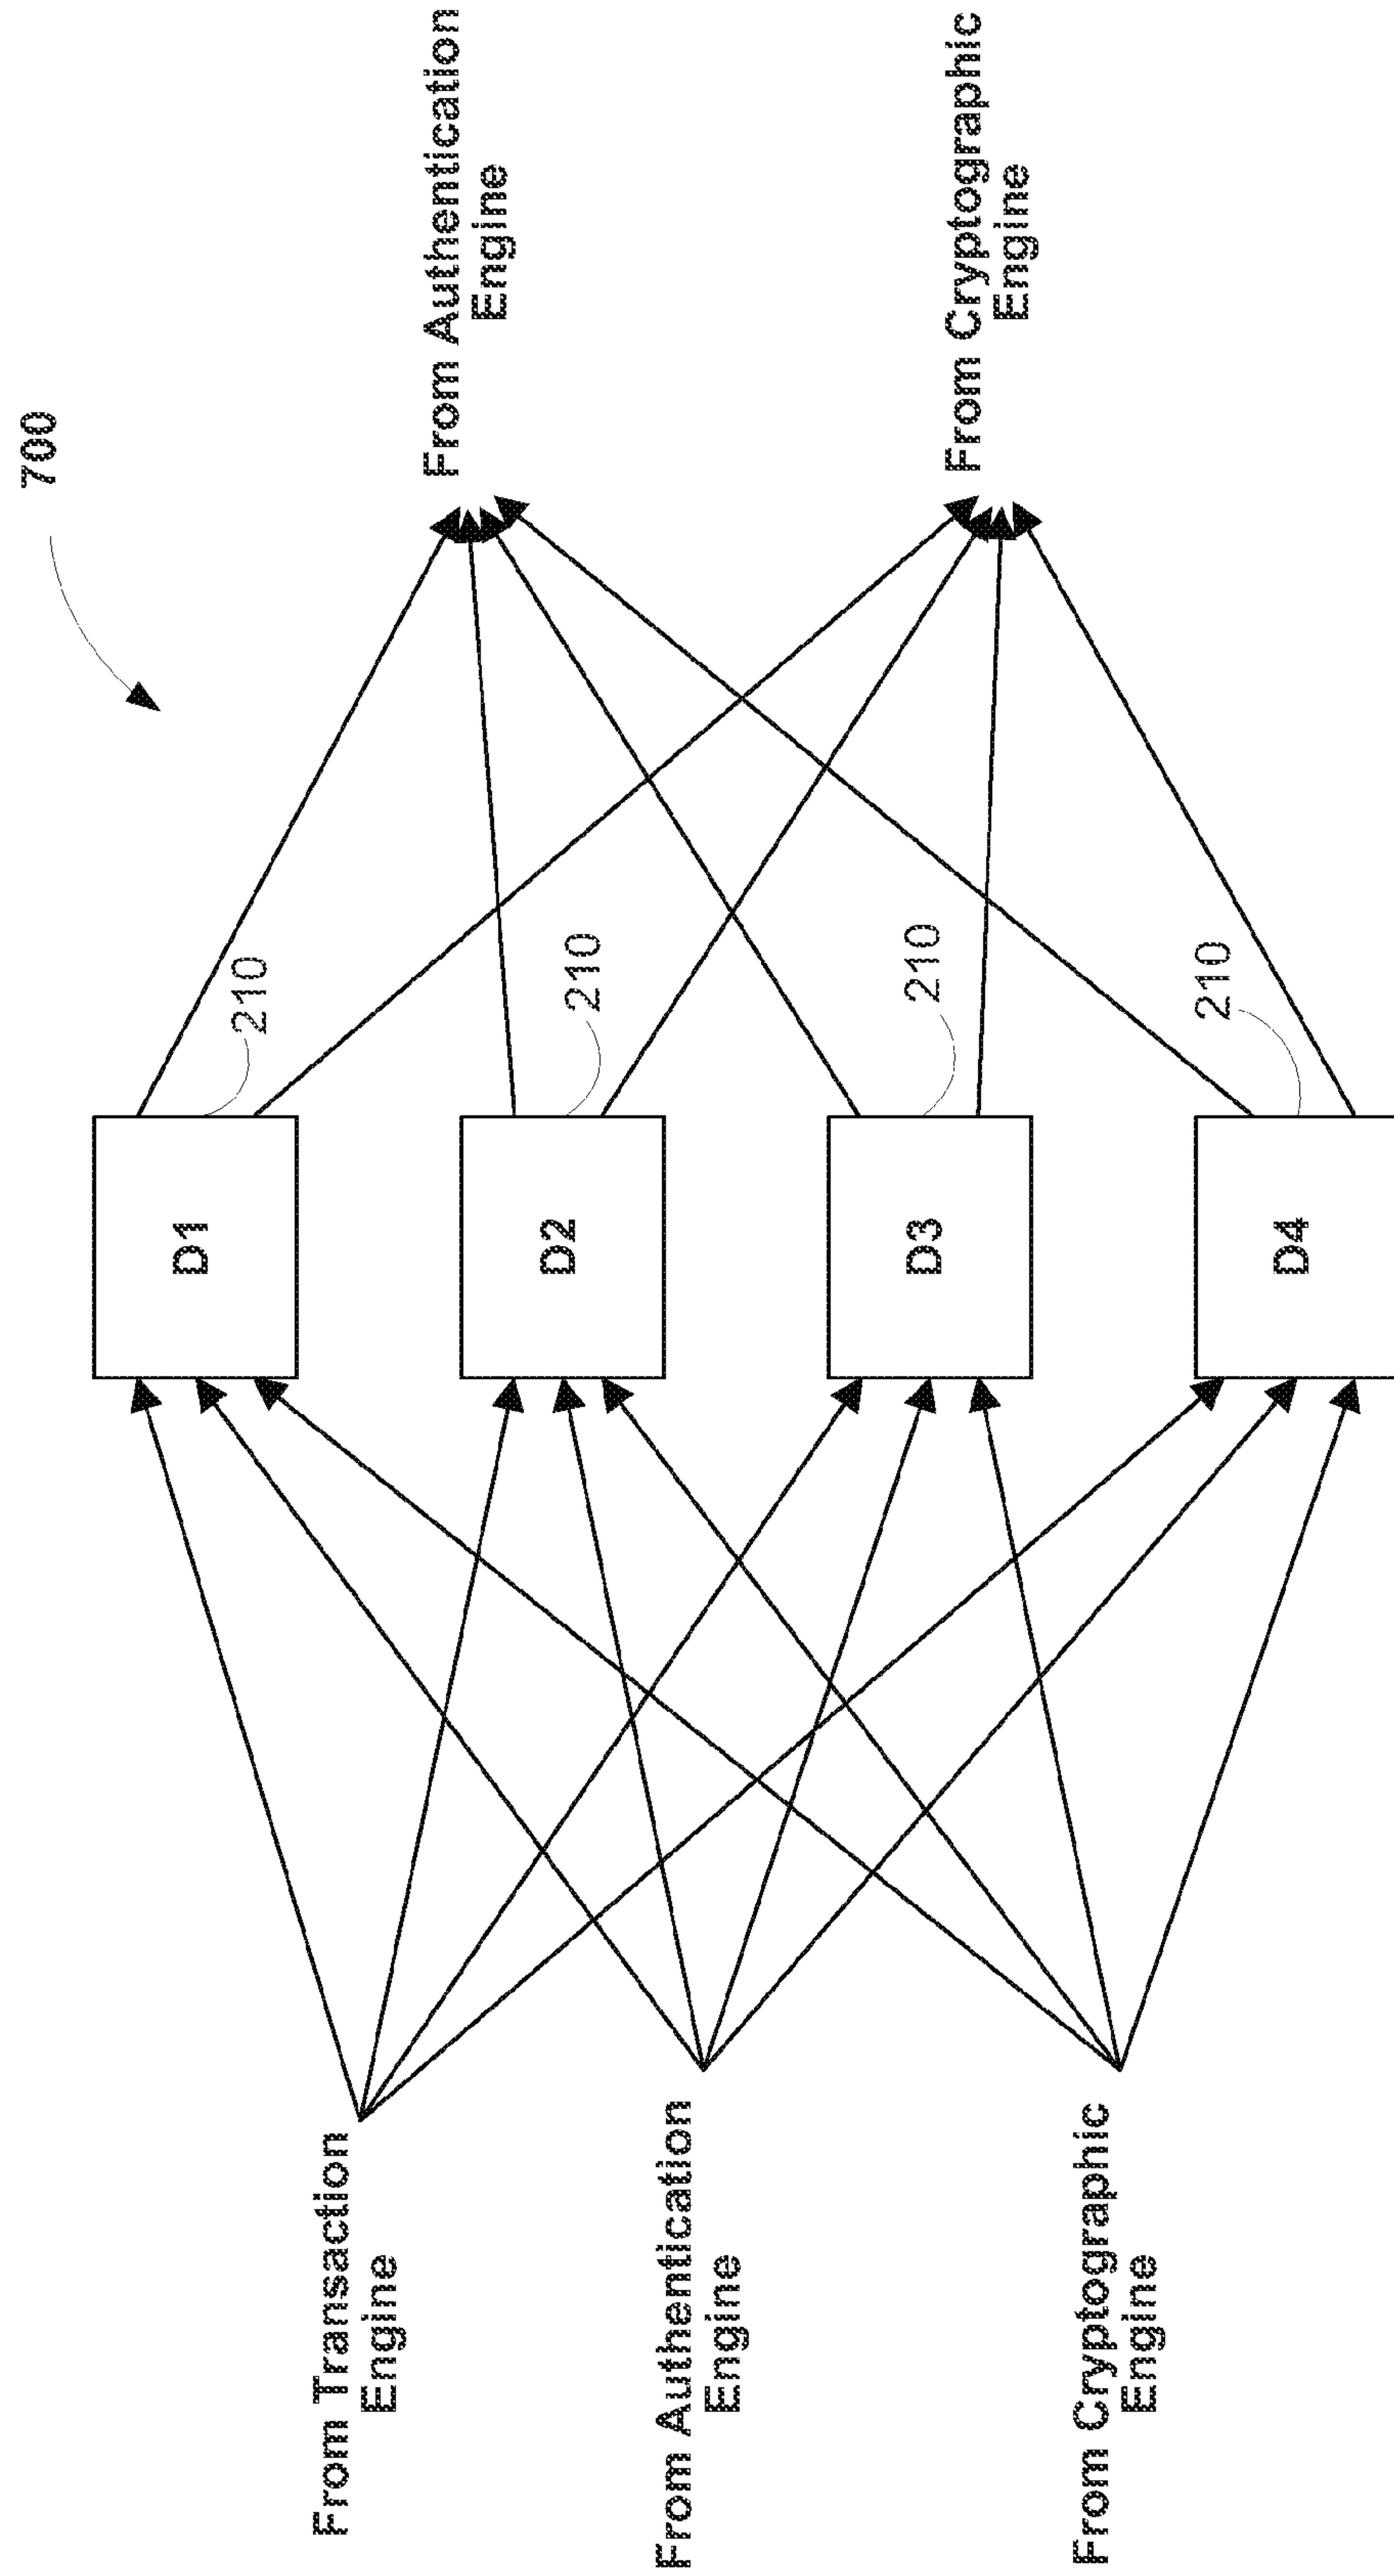 700
From Transaction
Engine
From Authentication
Engine
From Cryptographic
Engine
D1
210
D2
210
D3
210
D4
210
From Authentication
Engine
From Cryptographic
Engine